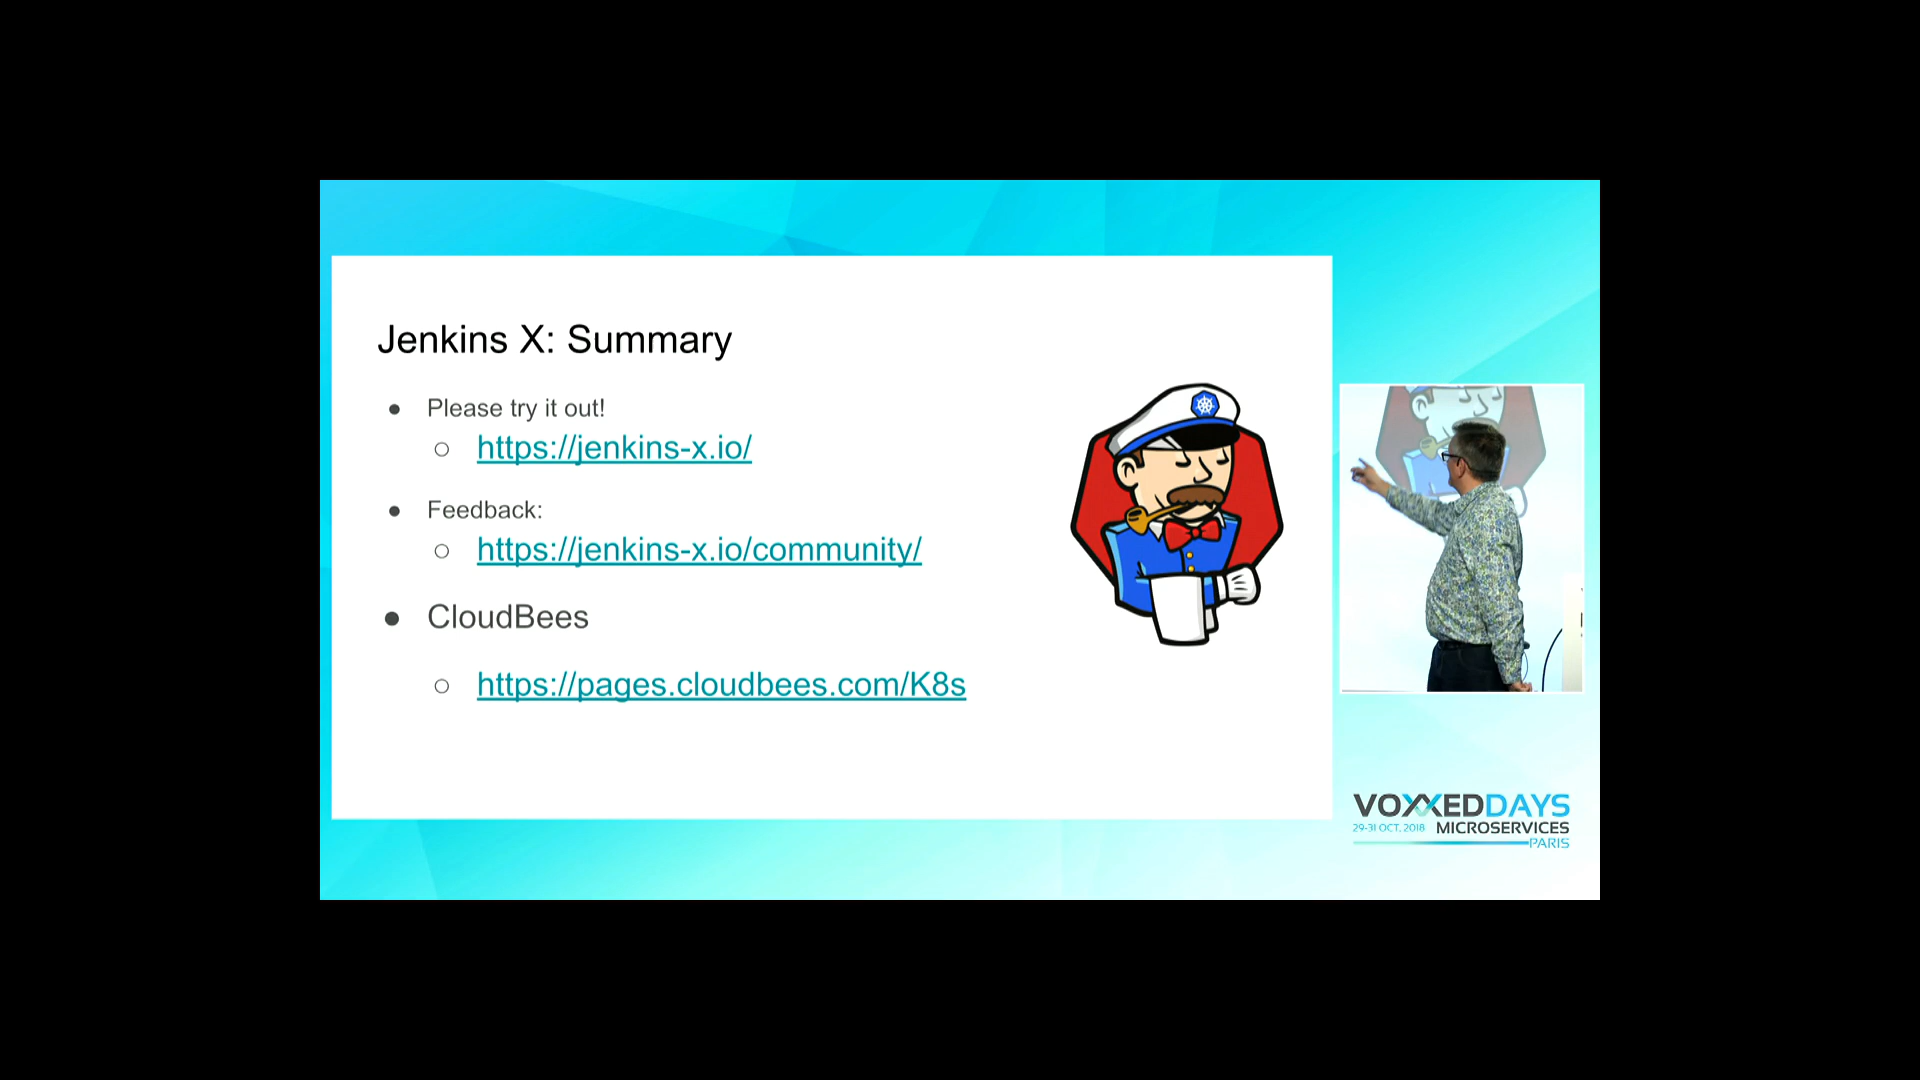 Jenkins X: Summary
Please try it out!
https://jenkins-x.io/
Feedback:
https://jenkins-x.io/community/
CloudBees
https://pages.cloudbees.com/K8s
VOXXEDDAYS
29-31 OCT. 2018 MICROSERVICES
PARIS